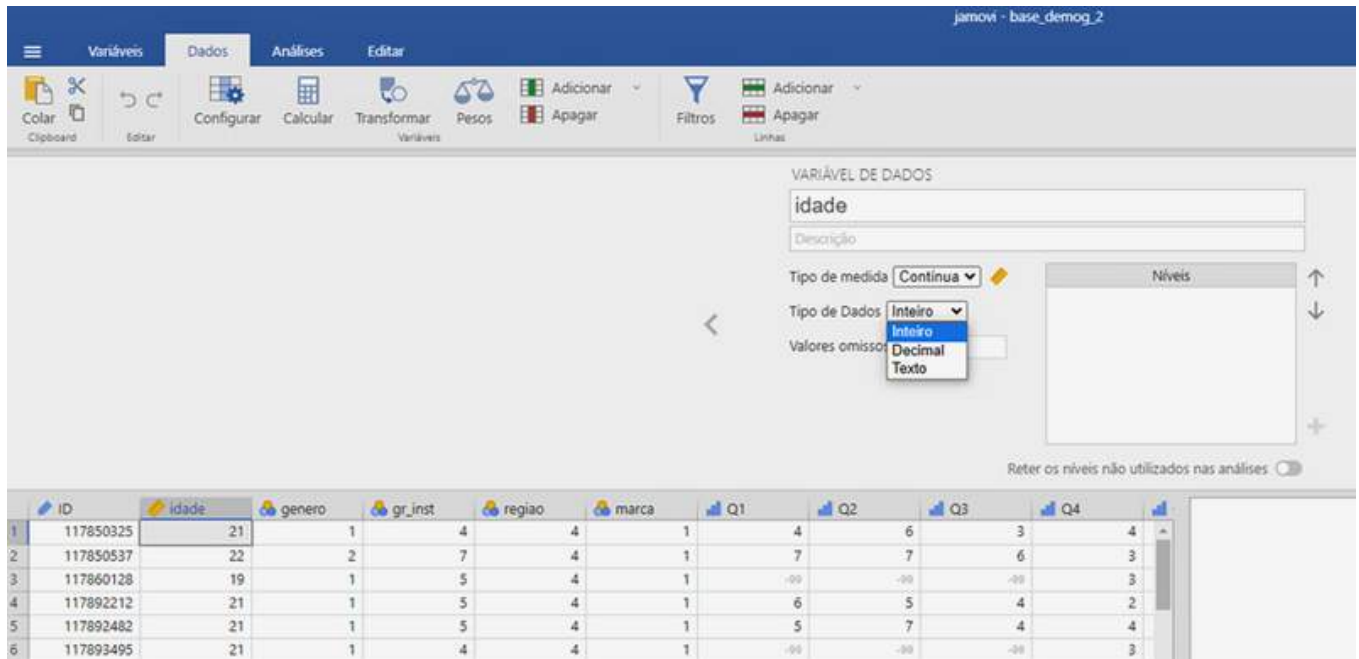 jamovi - base_demog_2
Variáveis Dados Análises Editar
Colar Configurar Calcular Transformar Pesos Adicionar Apagar Filtros Adicionar Apagar
Clipboard Editar Variáveis Linhas
VARIÁVEL DE DADOS
idade
Descrição
Tipo de medida Contínua Níveis
Tipo de Dados Inteiro
Inteiro
Valores omissos Decimal
Texto
Reter os níveis não utilizados nas análises
ID idade genero gr_inst regiao marca Q1 Q2 Q3 Q4
1 117850325 21 1 4 4 1 4 6 3 4
2 117850537 22 2 7 4 1 7 7 6 3
3 117860128 19 1 5 4 1 -99 -99 -99 3
4 117892212 21 1 5 4 1 6 5 4 2
5 117892482 21 1 5 4 1 5 7 4 4
6 117893495 21 1 4 4 1 -99 -99 -99 3